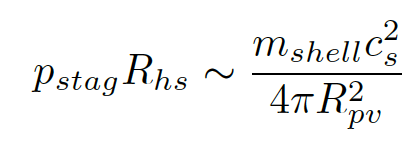 p_{stag} R_{hs} \sim \frac{m_{shell} c_s^2}{4\pi R_{pv}^2}